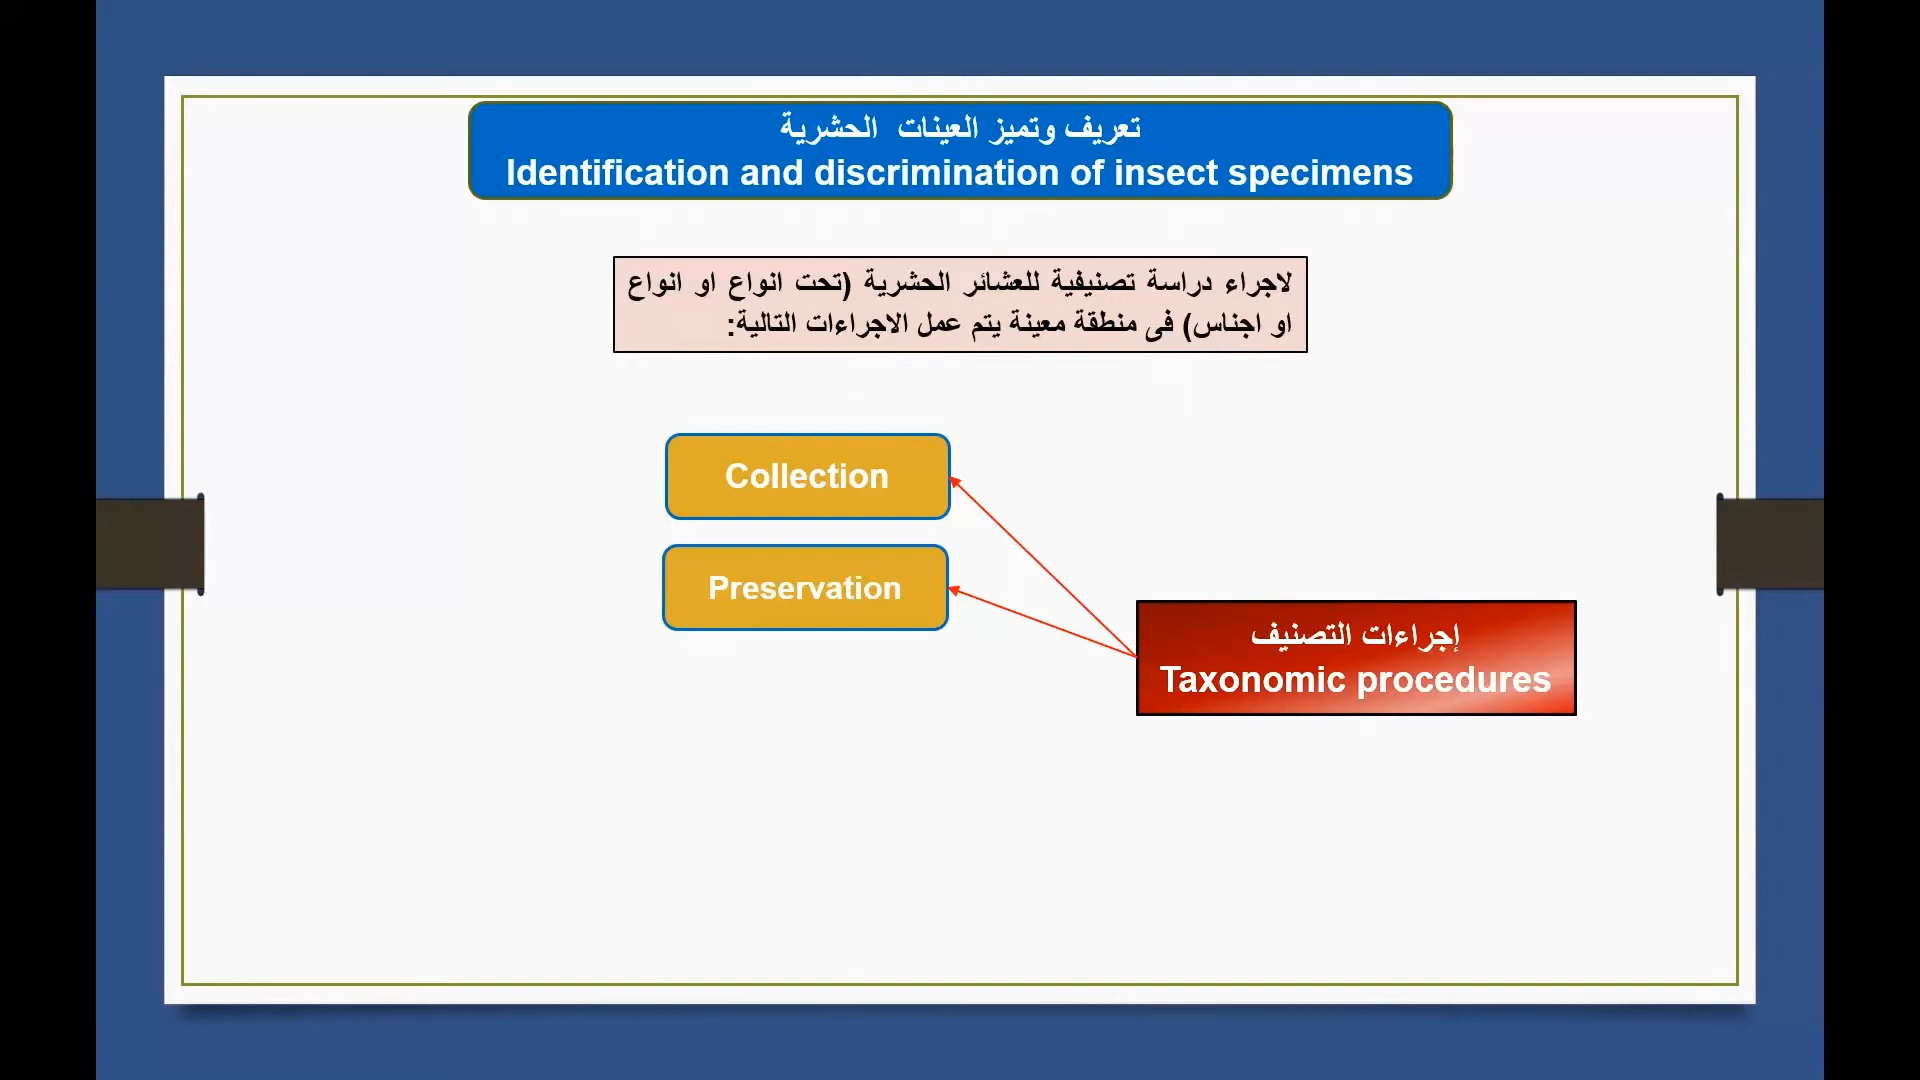 تعريف وتميز العينات الحشرية
Identification and discrimination of insect specimens
لاجراء دراسة تصنيفية للعشائر الحشرية (تحت انواع او انواع
او اجناس) فى منطقة معينة يتم عمل الاجراءات التالية:
Collection
Preservation
إجراءات التصنيف
Taxonomic procedures